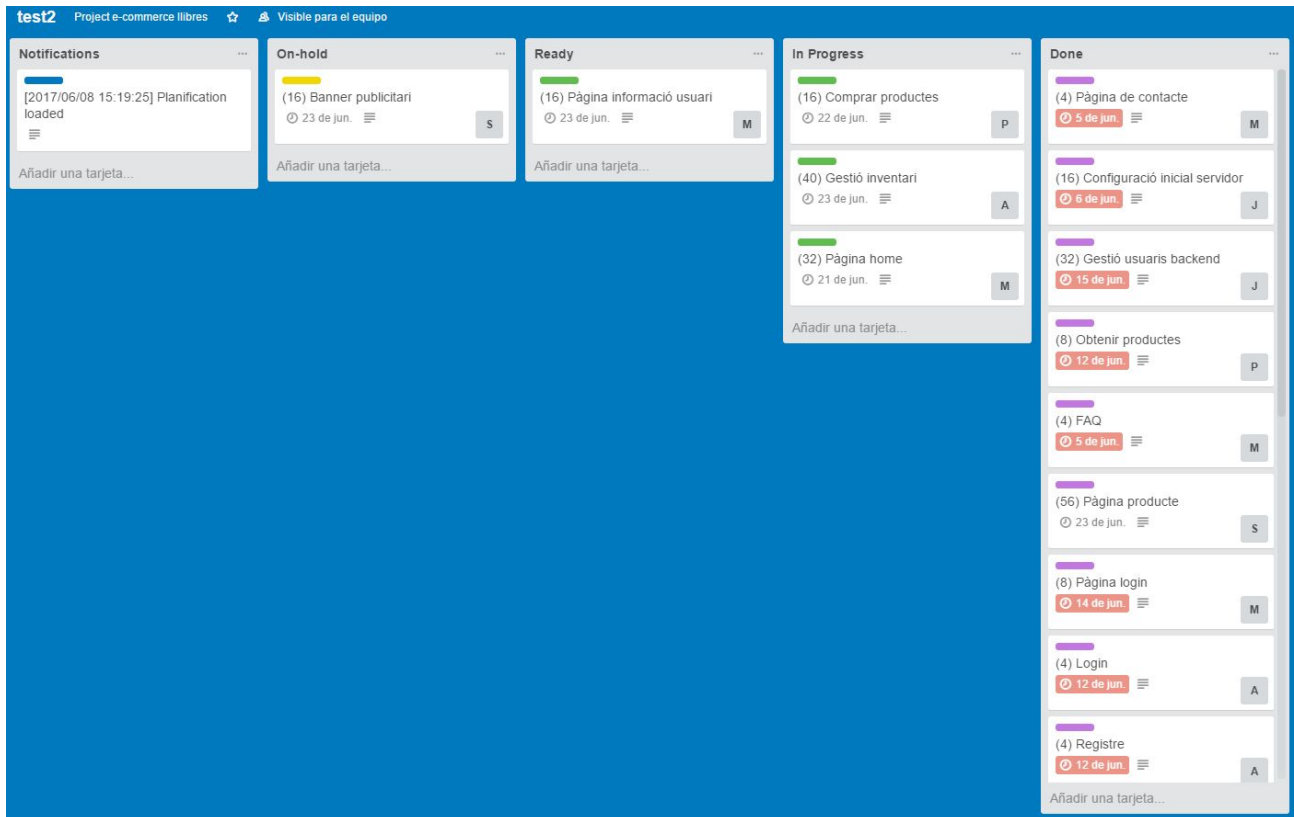 test2 Project e-commerce llibres Visible para el equipo
Notifications
[2017/06/08 15:19:25] Planification
loaded
Añadir una tarjeta...
On-hold
(16) Banner publicitari
23 de jun.
S
Añadir una tarjeta...
Ready
(16) Pàgina informació usuari
23 de jun.
M
Añadir una tarjeta...
In Progress
(16) Comprar productes
22 de jun.
P
(40) Gestió inventari
23 de jun.
A
(32) Pàgina home
21 de jun.
M
Añadir una tarjeta...
Done
(4) Pàgina de contacte
5 de jun.
M
(16) Configuració inicial servidor
6 de jun.
J
(32) Gestió usuaris backend
15 de jun.
J
(8) Obtenir productes
12 de jun.
P
(4) FAQ
5 de jun.
M
(56) Pàgina producte
23 de jun.
S
(8) Pàgina login
14 de jun.
M
(4) Login
12 de jun.
A
(4) Registre
12 de jun.
A
Añadir una tarjeta...